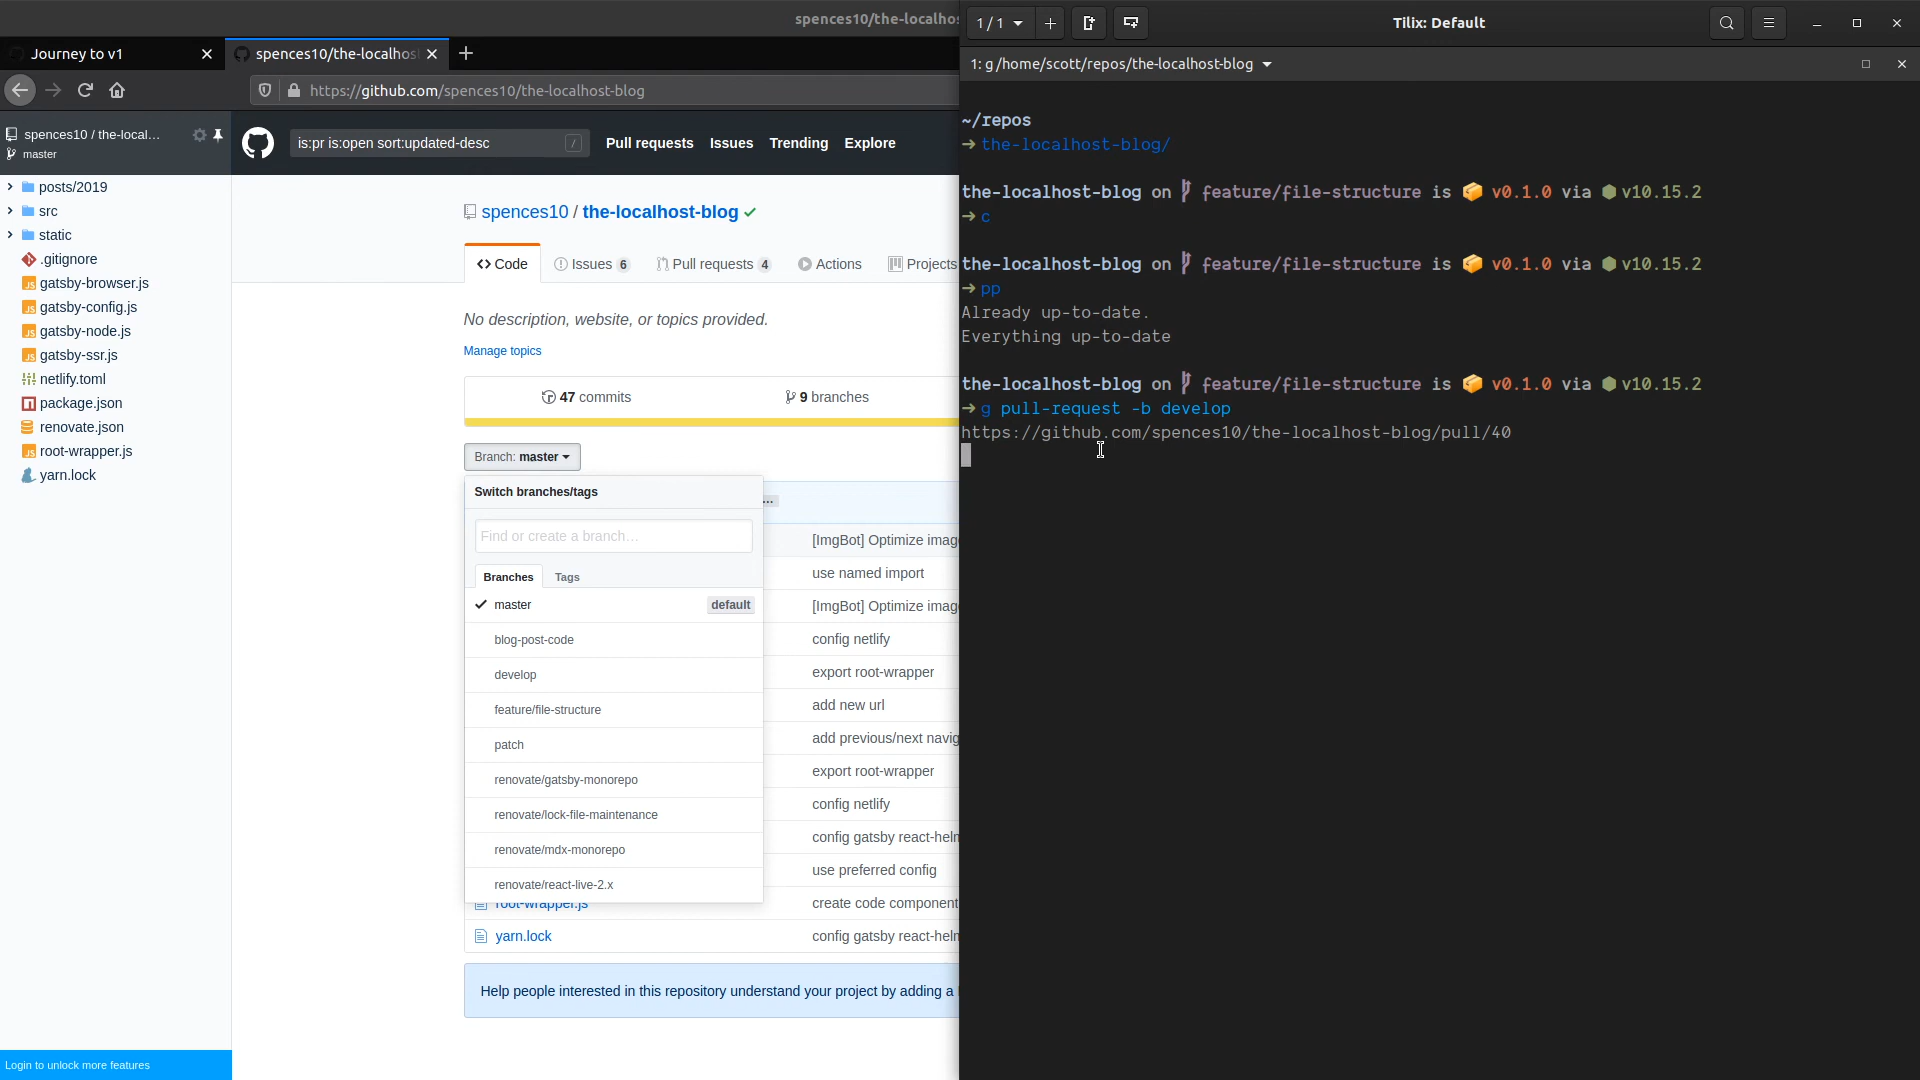 spences10/the-localhos
Journey to v1
spences10/the-localhost
https://github.com/spences10/the-localhost-blog
spences10 / the-local...
master
is:pr is:open sort:updated-desc
/
Pull requests
Issues
Trending
Explore
posts/2019
src
static
.gitignore
gatsby-browser.js
gatsby-config.js
gatsby-node.js
gatsby-ssr.js
netlify.toml
package.json
renovate.json
root-wrapper.js
yarn.lock
Login to unlock more features
spences10 / the-localhost-blog
Code
Issues 6
Pull requests 4
Actions
Projects
No description, website, or topics provided.
Manage topics
47 commits
9 branches
Branch: master
Switch branches/tags
Find or create a branch...
Branches
Tags
master
default
blog-post-code
develop
feature/file-structure
patch
renovate/gatsby-monorepo
renovate/lock-file-maintenance
renovate/mdx-monorepo
renovate/react-live-2.x
...
[ImgBot] Optimize imag
use named import
[ImgBot] Optimize imag
config netlify
export root-wrapper
add new url
add previous/next navig
export root-wrapper
config netlify
config gatsby react-helm
use preferred config
root-wrapper.js
create code component
yarn.lock
config gatsby react-helm
Help people interested in this repository understand your project by adding a
1 / 1
Tilix: Default
1: g /home/scott/repos/the-localhost-blog
~/repos
➜ the-localhost-blog/
the-localhost-blog on feature/file-structure is 📦 v0.1.0 via ⬢ v10.15.2
➜ c
the-localhost-blog on feature/file-structure is 📦 v0.1.0 via ⬢ v10.15.2
➜ pp
Already up-to-date.
Everything up-to-date
the-localhost-blog on feature/file-structure is 📦 v0.1.0 via ⬢ v10.15.2
➜ g pull-request -b develop
https://github.com/spences10/the-localhost-blog/pull/40